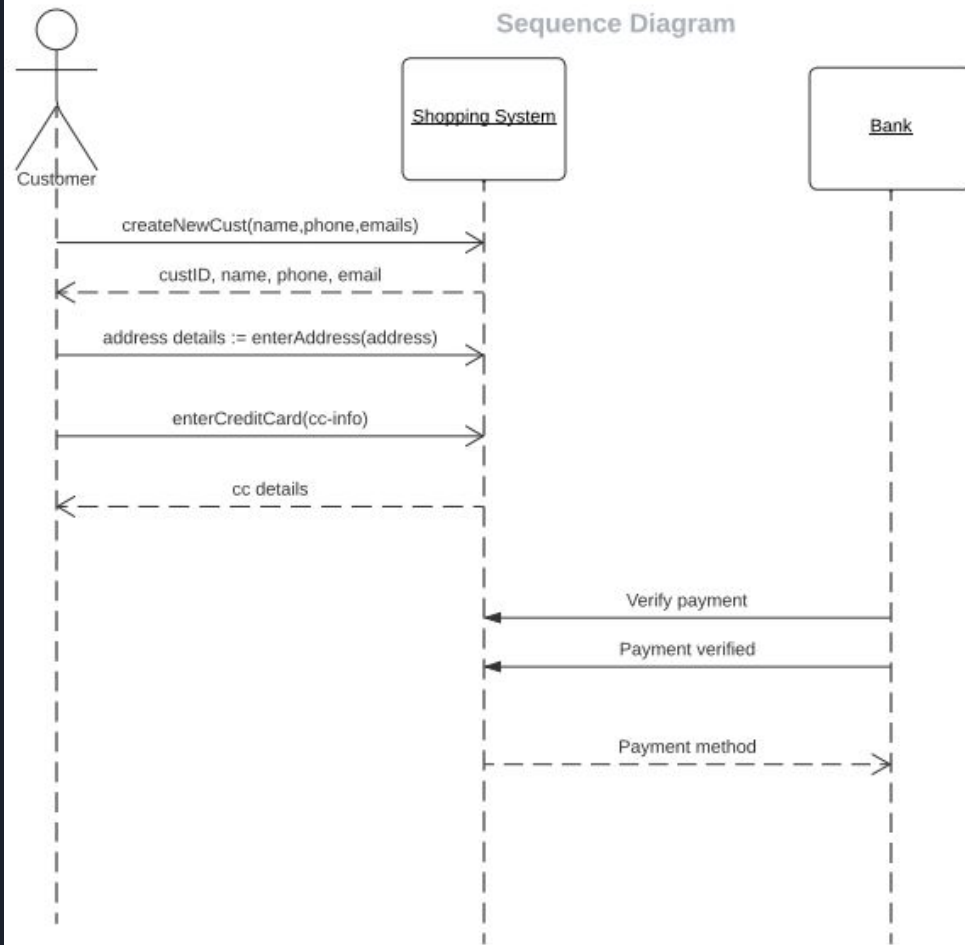 Sequence Diagram
Shopping System
Bank
Customer
createNewCust(name,phone,emails)
custID, name, phone, email
address details := enterAddress(address)
enterCreditCard(cc-info)
cc details
Verify payment
Payment verified
Payment method